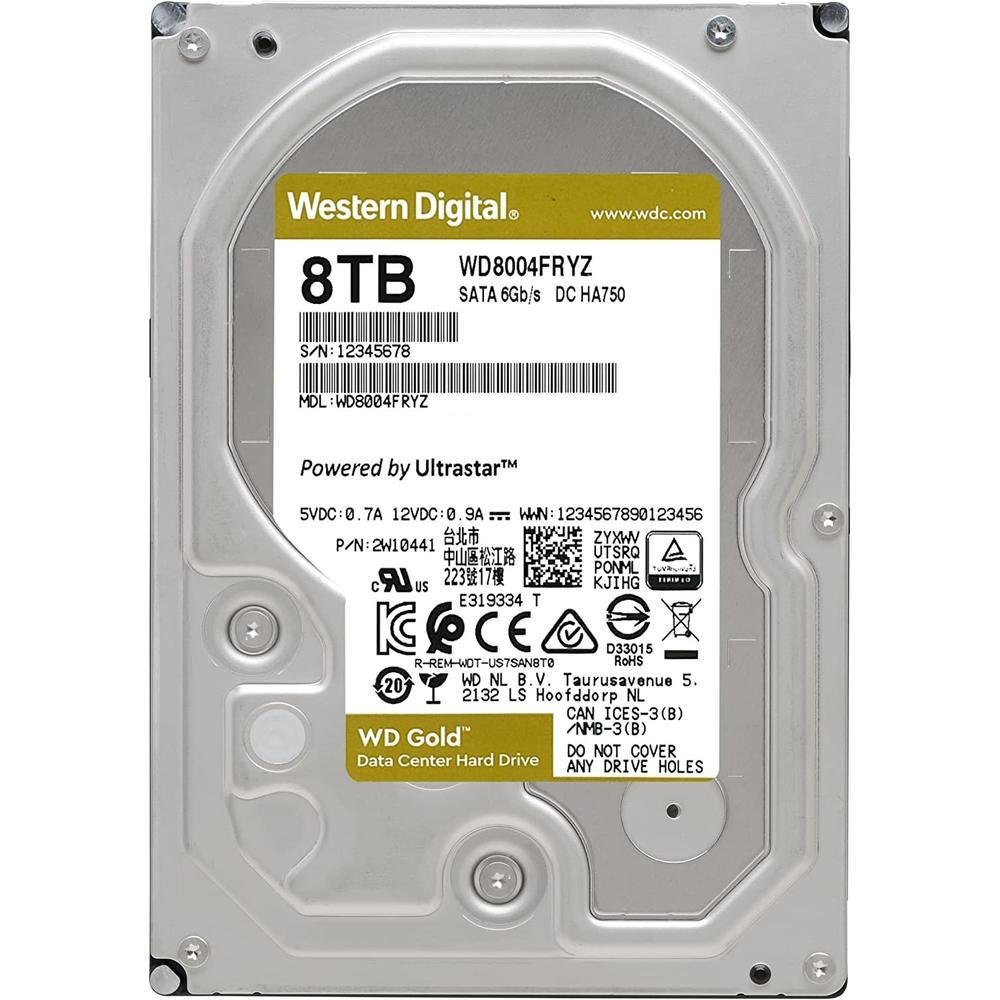 Western Digital®
www.wdc.com
8TB
WD8004FRYZ
SATA 6Gb/s DC HA750
S/N:12345678
MDL:WD8004FRYZ
Powered by Ultrastar™
5VDC:0.7A 12VDC:0.9A WWN:1234567890123456
P/N:2W10441
台北市
中山區松江路
223號17樓
ZYXWV
UTSRQ
PONML
KJIHG
c RU US
E319334 T
CE
D33015
RoHS
R-REM-WDT-US7SAN8T0
20
WD NL B.V. Taurusavenue 5.
2132 LS Hoofddorp NL
CAN ICES-3(B)
/NMB-3(B)
WD Gold™
Data Center Hard Drive
DO NOT COVER
ANY DRIVE HOLES